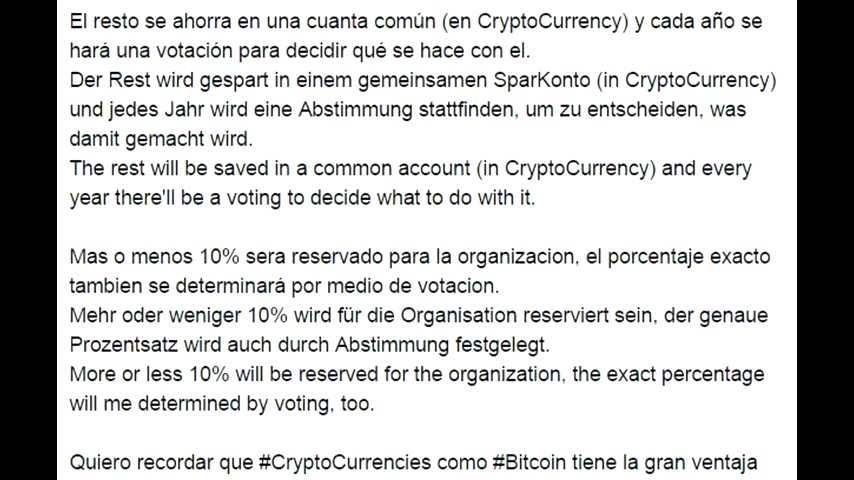 El resto se ahorra en una cuanta común (en CryptoCurrency) y cada año se
hará una votación para decidir qué se hace con el.
Der Rest wird gespart in einem gemeinsamen SparKonto (in CryptoCurrency)
und jedes Jahr wird eine Abstimmung stattfinden, um zu entscheiden, was
damit gemacht wird.
The rest will be saved in a common account (in CryptoCurrency) and every
year there'll be a voting to decide what to do with it.
Mas o menos 10% sera reservado para la organizacion, el porcentaje exacto
tambien se determinará por medio de votacion.
Mehr oder weniger 10% wird für die Organisation reserviert sein, der genaue
Prozentsatz wird auch durch Abstimmung festgelegt.
More or less 10% will be reserved for the organization, the exact percentage
will me determined by voting, too.
Quiero recordar que #CryptoCurrencies como #Bitcoin tiene la gran ventaja